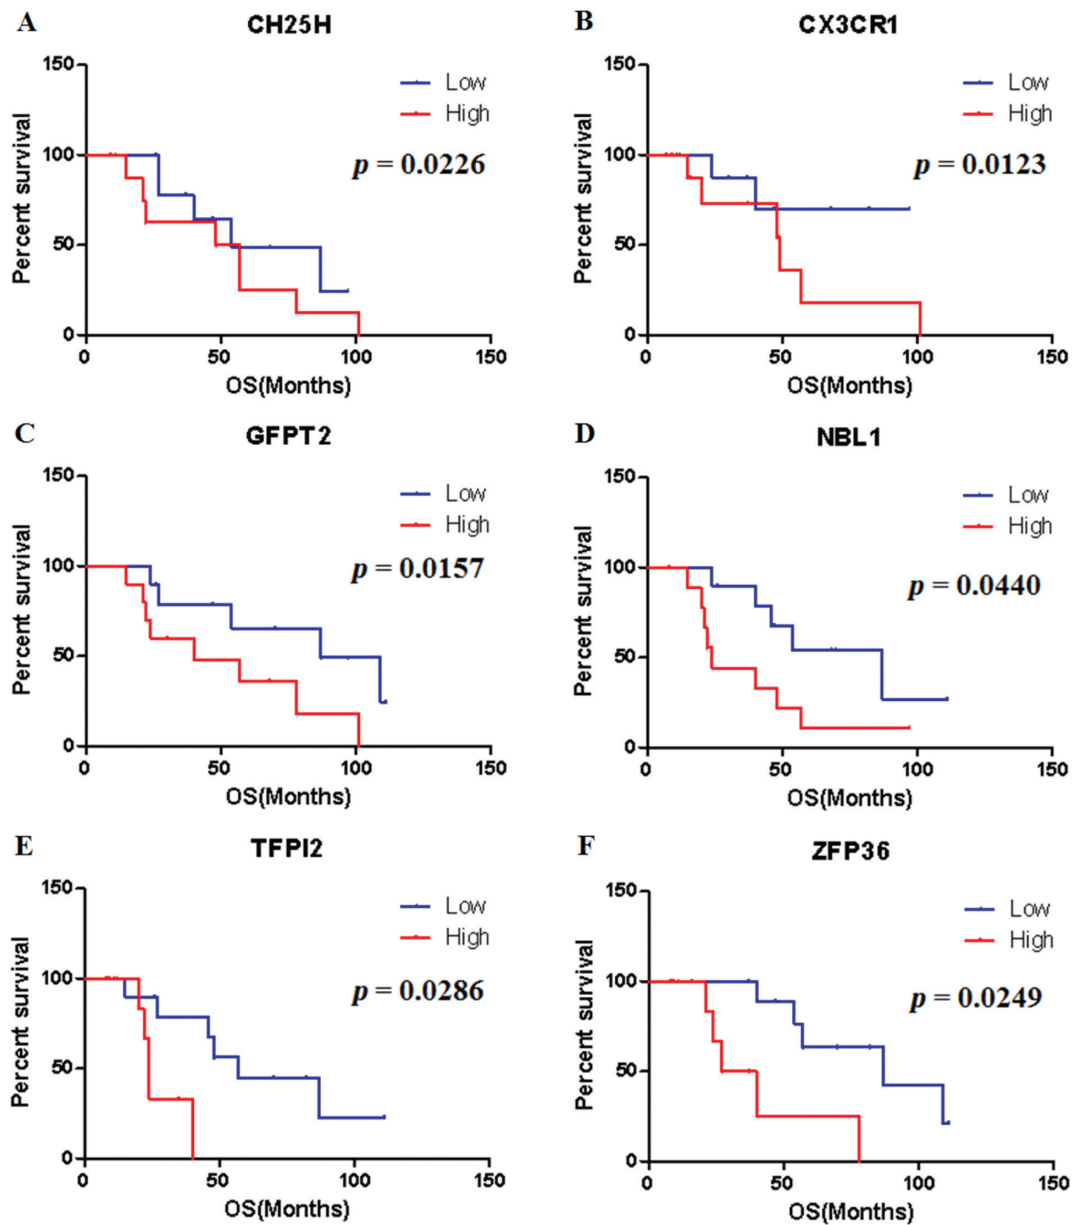 A
CH25H
150
100
50
0
Percent survival
Low
High
p = 0.0226
0 50 100 150
OS(Months)
B
CX3CR1
150
100
50
0
Percent survival
Low
High
p = 0.0123
0 50 100 150
OS(Months)
C
GFPT2
150
100
50
0
Percent survival
Low
High
p = 0.0157
0 50 100 150
OS(Months)
D
NBL1
150
100
50
0
Percent survival
Low
High
p = 0.0440
0 50 100 150
OS(Months)
E
TFPI2
150
100
50
0
Percent survival
Low
High
p = 0.0286
0 50 100 150
OS(Months)
F
ZFP36
150
100
50
0
Percent survival
Low
High
p = 0.0249
0 50 100 150
OS(Months)